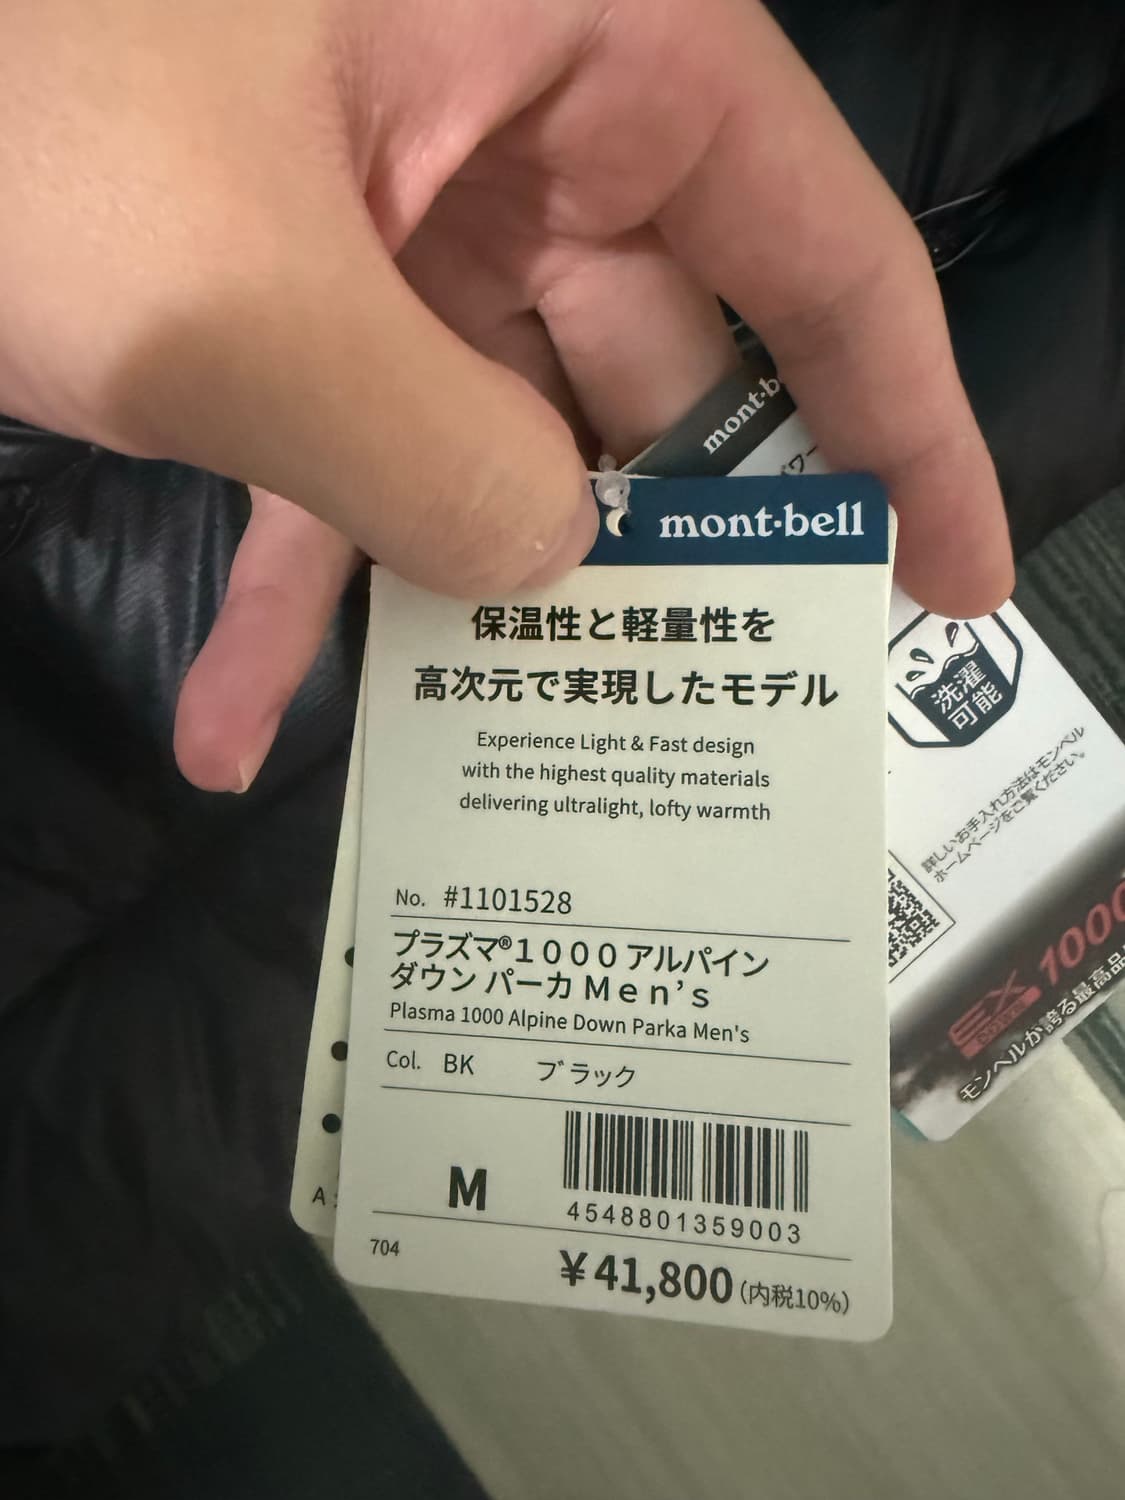 mont-b
mont-bell
保温性と軽量性を
高次元で実現したモデル
Experience Light & Fast design
with the highest quality materials
delivering ultralight, lofty warmth
No. #1101528
プラズマ®1000アルパイン
ダウン パーカ Men's
Plasma 1000 Alpine Down Parka Men's
Col. BK ブラック
M
4548801359003
704
¥41,800(内税10%)
A
洗濯
可能
詳しいお手入れ方法はモンベル
ホームページをご覧ください。
EX 1000
モンベルが誇る最高品